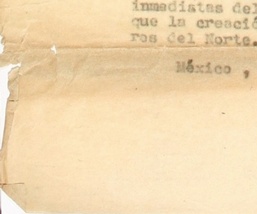 inmediatas del
que la creació
ros del Norte.
México ,